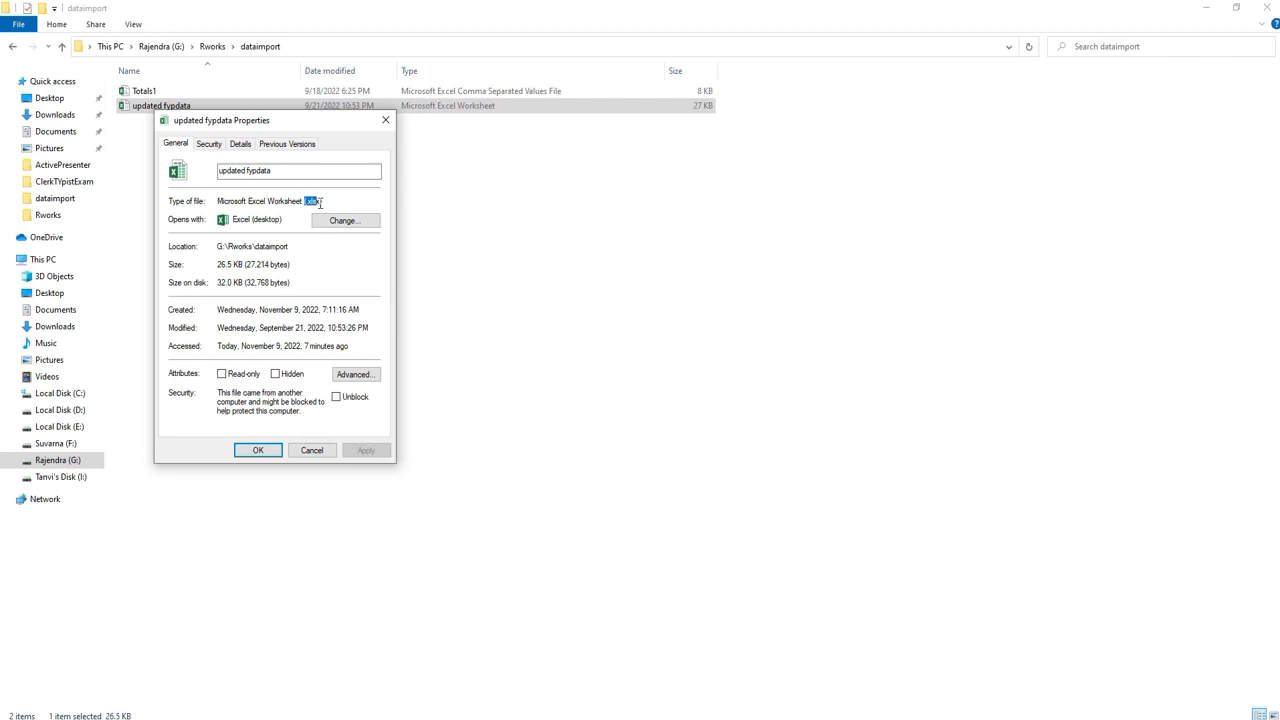 dataimport
File Home Share View
This PC Rajendra (G:) Rworks dataimport
Search dataimport
Quick access
Desktop
Downloads
Documents
Pictures
ActivePresenter
ClerkTYpistExam
dataimport
Rworks
OneDrive
This PC
3D Objects
Desktop
Documents
Downloads
Music
Pictures
Videos
Local Disk (C:)
Local Disk (D:)
Local Disk (E:)
Suvarna (F:)
Rajendra (G:)
Tanvi's Disk (I:)
Network
Name Date modified Type Size
Totals1 9/18/2022 6:25 PM Microsoft Excel Comma Separated Values File 8 KB
updated fypdata 9/21/2022 10:53 PM Microsoft Excel Worksheet 27 KB
updated fypdata Properties
General Security Details Previous Versions
updated fypdata
Type of file: Microsoft Excel Worksheet
Opens with: Excel (desktop) Change...
Location: G:\Rworks\dataimport
Size: 26.5 KB (27,214 bytes)
Size on disk: 32.0 KB (32,768 bytes)
Created: Wednesday, November 9, 2022, 7:11:16 AM
Modified: Wednesday, September 21, 2022, 10:53:26 PM
Accessed: Today, November 9, 2022, 7 minutes ago
Attributes: Read-only Hidden Advanced...
Security: This file came from another
computer and might be blocked to
help protect this computer.
Unblock
OK Cancel Apply
2 items 1 item selected 26.5 KB